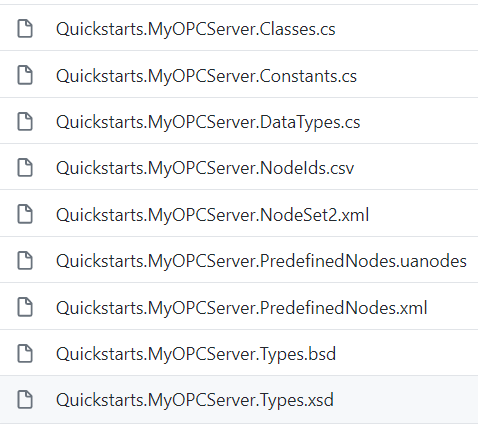 Quickstarts.MyOPCServer.Classes.cs
Quickstarts.MyOPCServer.Constants.cs
Quickstarts.MyOPCServer.DataTypes.cs
Quickstarts.MyOPCServer.NodeIds.csv
Quickstarts.MyOPCServer.NodeSet2.xml
Quickstarts.MyOPCServer.PredefinedNodes.uanodes
Quickstarts.MyOPCServer.PredefinedNodes.xml
Quickstarts.MyOPCServer.Types.bsd
Quickstarts.MyOPCServer.Types.xsd